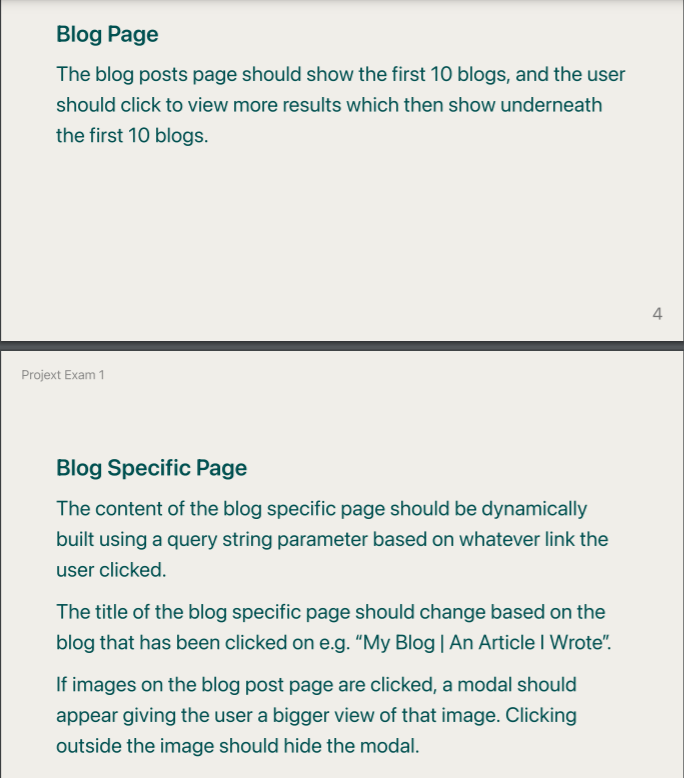 Blog Page
The blog posts page should show the first 10 blogs, and the user
should click to view more results which then show underneath
the first 10 blogs.
4
Projext Exam 1
Blog Specific Page
The content of the blog specific page should be dynamically
built using a query string parameter based on whatever link the
user clicked.
The title of the blog specific page should change based on the
blog that has been clicked on e.g. “My Blog | An Article I Wrote”.
If images on the blog post page are clicked, a modal should
appear giving the user a bigger view of that image. Clicking
outside the image should hide the modal.